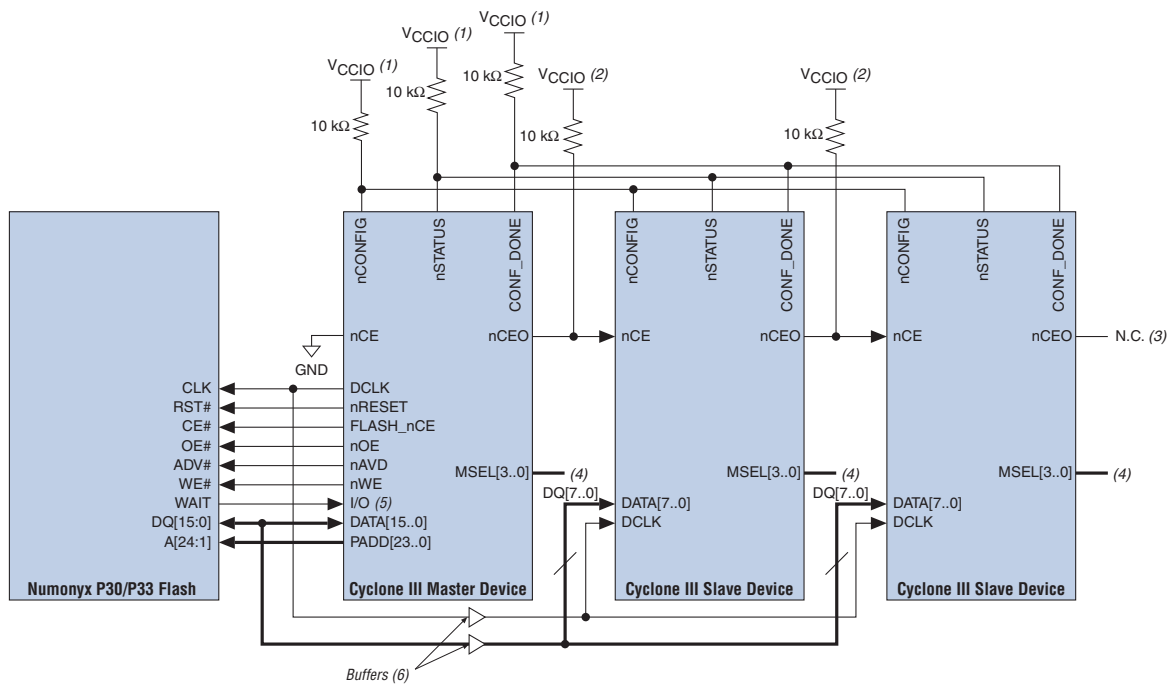 VCCIO (1)
VCCIO (1)
VCCIO (1)
VCCIO (2)
VCCIO (2)
10 kΩ
10 kΩ
10 kΩ
10 kΩ
10 kΩ
nCONFIG
nSTATUS
CONF_DONE
nCONFIG
nSTATUS
CONF_DONE
nCONFIG
nSTATUS
CONF_DONE
GND
CLK
RST#
CE#
OE#
ADV#
WE#
WAIT
DQ[15:0]
A[24:1]
Numonyx P30/P33 Flash
nCE
nCEO
DCLK
nRESET
FLASH_nCE
nOE
nAVD
nWE
I/O (5)
DATA[15..0]
PADD[23..0]
MSEL[3..0]
(4)
Cyclone III Master Device
nCE
nCEO
MSEL[3..0]
(4)
DQ[7..0]
DATA[7..0]
DCLK
Cyclone III Slave Device
nCE
nCEO
N.C. (3)
MSEL[3..0]
(4)
DQ[7..0]
DATA[7..0]
DCLK
Cyclone III Slave Device
Buffers (6)